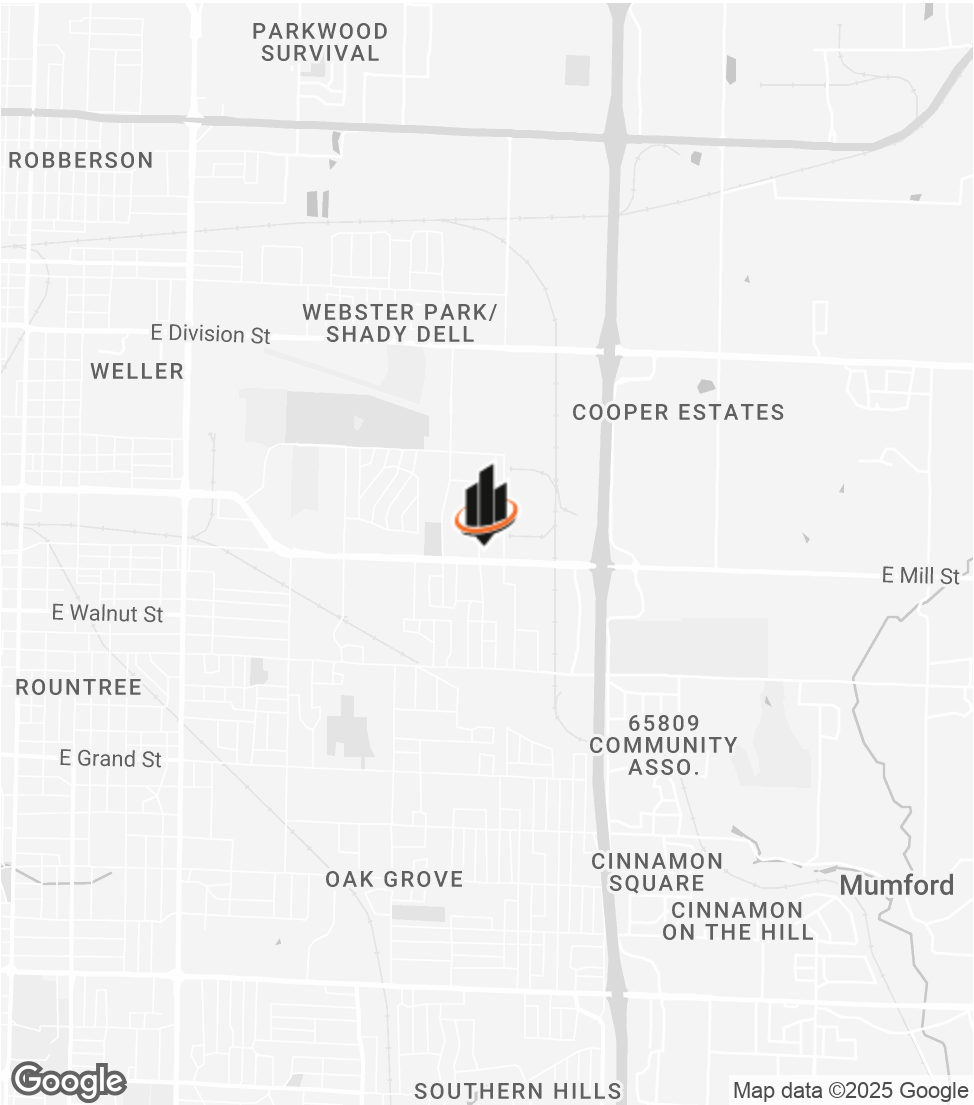 PARKWOOD
SURVIVAL
ROBBERSON
WEBSTER PARK/
SHADY DELL
E Division St
WELLER
COOPER ESTATES
E Mill St
E Walnut St
ROUNTREE
65809
COMMUNITY
ASSO.
E Grand St
CINNAMON
SQUARE
OAK GROVE
Mumford
CINNAMON
ON THE HILL
Google
SOUTHERN HILLS
Map data ©2025 Google